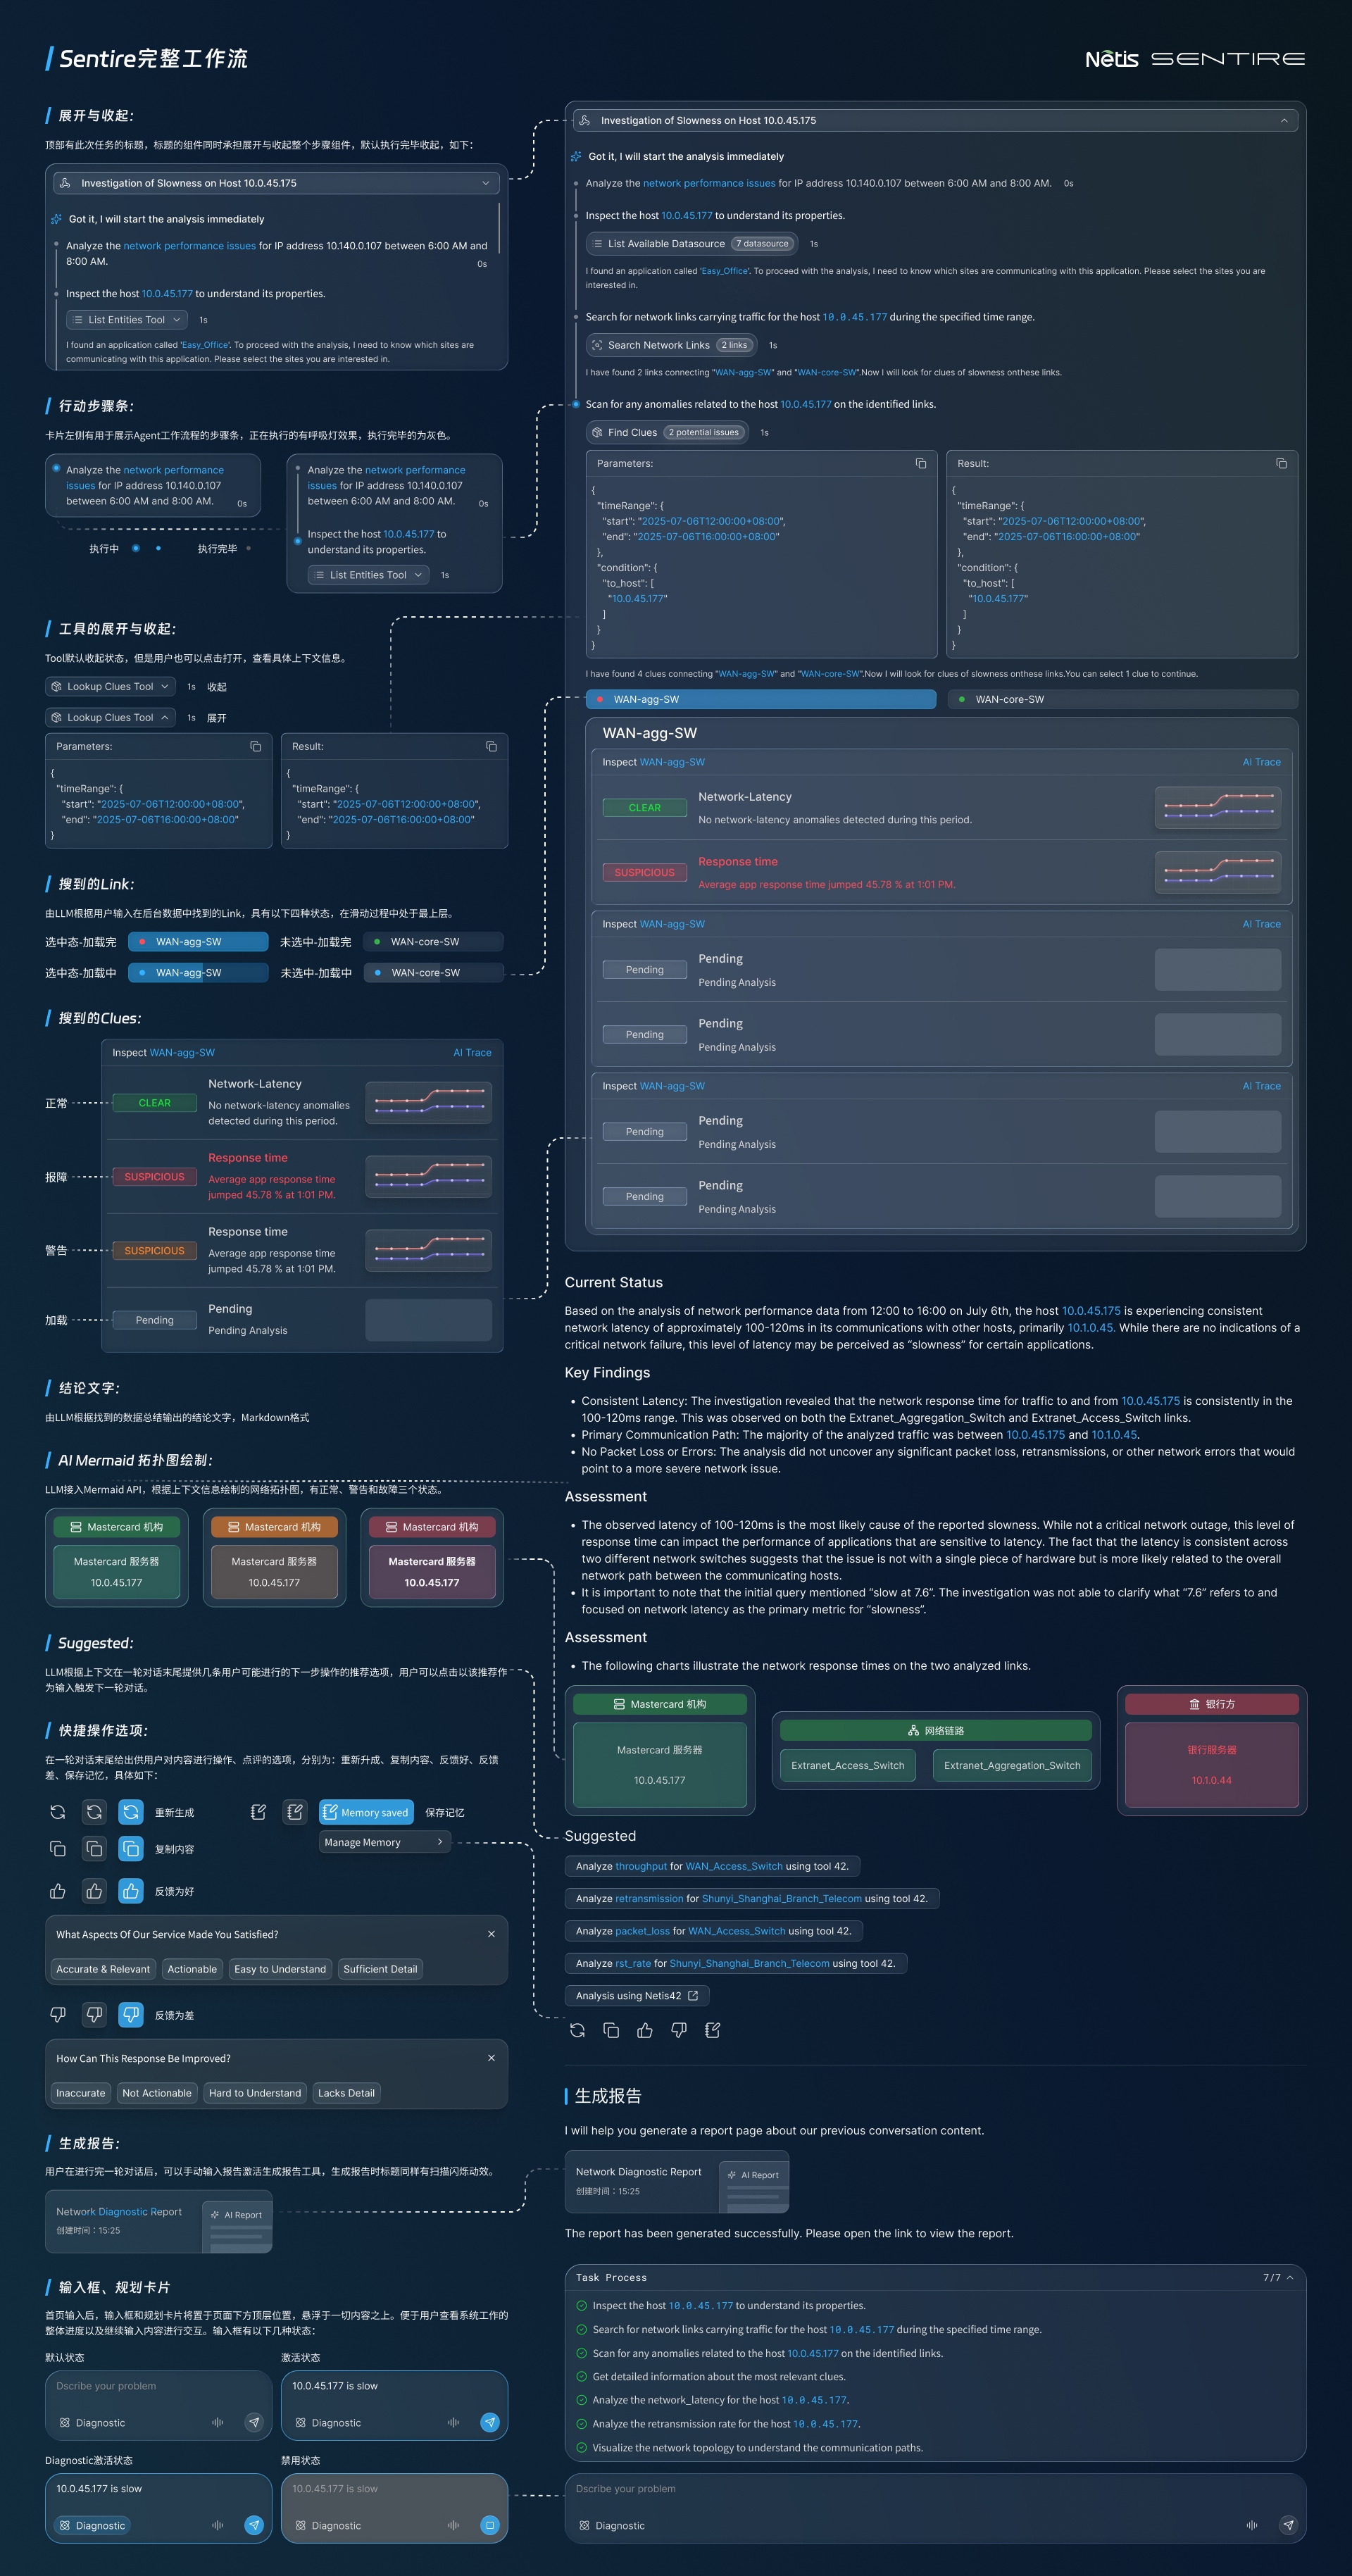 Sentire完整工作流
Netis SENTIRE
展开与收起：
顶部有此次任务的标题，标题的组件同时承担展开与收起整个步骤组件，默认执行完毕收起，如下：
Investigation of Slowness on Host 10.0.45.175
Got it, I will start the analysis immediately
Analyze the network performance issues for IP address 10.140.0.107 between 6:00 AM and
8:00 AM.
0s
Inspect the host 10.0.45.177 to understand its properties.
List Entities Tool
1s
I found an application called 'Easy_Office'. To proceed with the analysis, I need to know which sites are
communicating with this application. Please select the sites you are interested in.
行动步骤条：
卡片左侧有用于展示Agent工作流程的步骤条，正在执行的有呼吸灯效果，执行完毕的为灰色。
Analyze the network performance
issues for IP address 10.140.0.107
between 6:00 AM and 8:00 AM.
0s
执行中
执行完毕
Analyze the network performance
issues for IP address 10.140.0.107
between 6:00 AM and 8:00 AM.
0s
Inspect the host 10.0.45.177 to
understand its properties.
List Entities Tool
1s
工具的展开与收起：
Tool默认收起状态，但是用户也可以点击打开，查看具体上下文信息。
Lookup Clues Tool 1s 收起
Lookup Clues Tool 1s 展开
Parameters:
{
"timeRange": {
"start": "2025-07-06T12:00:00+08:00",
"end": "2025-07-06T16:00:00+08:00"
}
Result:
{
"timeRange": {
"start": "2025-07-06T12:00:00+08:00",
"end": "2025-07-06T16:00:00+08:00"
}
搜到的Link：
由LLM根据用户输入在后台数据中找到的Link，具有以下四种状态，在滑动过程中处于最上层。
选中态-加载完 WAN-agg-SW 未选中-加载完 WAN-core-SW
选中态-加载中 WAN-agg-SW 未选中-加载中 WAN-core-SW
搜到的Clues：
Inspect WAN-agg-SW
AI Trace
正常
CLEAR
Network-Latency
No network-latency anomalies
detected during this period.
报障
SUSPICIOUS
Response time
Average app response time
jumped 45.78 % at 1:01 PM.
警告
SUSPICIOUS
Response time
Average app response time
jumped 45.78 % at 1:01 PM.
加载
Pending
Pending
Pending Analysis
结论文字：
由LLM根据找到的数据总结输出的结论文字，Markdown格式
AI Mermaid 拓扑图绘制：
LLM接入Mermaid API，根据上下文信息绘制的网络拓扑图，有正常、警告和故障三个状态。
Mastercard 机构
Mastercard 服务器
10.0.45.177
Mastercard 机构
Mastercard 服务器
10.0.45.177
Mastercard 机构
Mastercard 服务器
10.0.45.177
Suggested：
LLM根据上下文在一轮对话末尾提供几条用户可能进行的下一步操作的推荐选项，用户可以点击以该推荐作
为输入触发下一轮对话。
快捷操作选项：
在一轮对话末尾给出供用户对内容进行操作、点评的选项，分别为：重新升成、复制内容、反馈好、反馈
差、保存记忆，具体如下：
重新生成
Memory saved 保存记忆
复制内容
Manage Memory
反馈为好
What Aspects Of Our Service Made You Satisfied?
Accurate & Relevant
Actionable
Easy to Understand
Sufficient Detail
反馈为差
How Can This Response Be Improved?
Inaccurate
Not Actionable
Hard to Understand
Lacks Detail
生成报告：
用户在进行完一轮对话后，可以手动输入报告激活生成报告工具，生成报告时标题同样有扫描闪烁动效。
Network Diagnostic Report
创建时间：15:25
AI Report
输入框、规划卡片
首页输入后，输入框和规划卡片将置于页面下方顶层位置，悬浮于一切内容之上。便于用户查看系统工作的
整体进度以及继续输入内容进行交互。输入框有以下几种状态：
默认状态
Dscribe your problem
Diagnostic
激活状态
10.0.45.177 is slow
Diagnostic
Diagnostic激活状态
10.0.45.177 is slow
Diagnostic
禁用状态
10.0.45.177 is slow
Diagnostic
Investigation of Slowness on Host 10.0.45.175
Got it, I will start the analysis immediately
Analyze the network performance issues for IP address 10.140.0.107 between 6:00 AM and 8:00 AM. 0s
Inspect the host 10.0.45.177 to understand its properties.
List Available Datasource 7 datasource 1s
I found an application called 'Easy_Office'. To proceed with the analysis, I need to know which sites are communicating with this application. Please select the sites you are
interested in.
Search for network links carrying traffic for the host 10.0.45.177 during the specified time range.
Search Network Links 2 links 1s
I have found 2 links connecting "WAN-agg-SW" and "WAN-core-SW".Now I will look for clues of slowness onthese links.
Scan for any anomalies related to the host 10.0.45.177 on the identified links.
Find Clues 2 potential issues 1s
Parameters:
{
"timeRange": {
"start": "2025-07-06T12:00:00+08:00",
"end": "2025-07-06T16:00:00+08:00"
},
"condition": {
"to_host": [
"10.0.45.177"
]
}
}
Result:
{
"timeRange": {
"start": "2025-07-06T12:00:00+08:00",
"end": "2025-07-06T16:00:00+08:00"
},
"condition": {
"to_host": [
"10.0.45.177"
]
}
}
I have found 4 clues connecting "WAN-agg-SW" and "WAN-core-SW".Now I will look for clues of slowness onthese links.You can select 1 clue to continue.
WAN-agg-SW
WAN-core-SW
WAN-agg-SW
Inspect WAN-agg-SW
AI Trace
CLEAR
Network-Latency
No network-latency anomalies detected during this period.
SUSPICIOUS
Response time
Average app response time jumped 45.78 % at 1:01 PM.
Inspect WAN-agg-SW
AI Trace
Pending
Pending
Pending Analysis
Pending
Pending
Pending Analysis
Inspect WAN-agg-SW
AI Trace
Pending
Pending
Pending Analysis
Pending
Pending
Pending Analysis
Current Status
Based on the analysis of network performance data from 12:00 to 16:00 on July 6th, the host 10.0.45.175 is experiencing consistent
network latency of approximately 100-120ms in its communications with other hosts, primarily 10.1.0.45. While there are no indications of a
critical network failure, this level of latency may be perceived as “slowness” for certain applications.
Key Findings
• Consistent Latency: The investigation revealed that the network response time for traffic to and from 10.0.45.175 is consistently in the
100-120ms range. This was observed on both the Extranet_Aggregation_Switch and Extranet_Access_Switch links.
• Primary Communication Path: The majority of the analyzed traffic was between 10.0.45.175 and 10.1.0.45.
• No Packet Loss or Errors: The analysis did not uncover any significant packet loss, retransmissions, or other network errors that would
point to a more severe network issue.
Assessment
• The observed latency of 100-120ms is the most likely cause of the reported slowness. While not a critical network outage, this level of
response time can impact the performance of applications that are sensitive to latency. The fact that the latency is consistent across
two different network switches suggests that the issue is not with a single piece of hardware but is more likely related to the overall
network path between the communicating hosts.
• It is important to note that the initial query mentioned “slow at 7.6”. The investigation was not able to clarify what “7.6” refers to and
focused on network latency as the primary metric for “slowness”.
Assessment
• The following charts illustrate the network response times on the two analyzed links.
Mastercard 机构
Mastercard 服务器
10.0.45.177
网络链路
Extranet_Access_Switch
Extranet_Aggregation_Switch
银行方
银行服务器
10.1.0.44
Suggested
Analyze throughput for WAN_Access_Switch using tool 42.
Analyze retransmission for Shunyi_Shanghai_Branch_Telecom using tool 42.
Analyze packet_loss for WAN_Access_Switch using tool 42.
Analyze rst_rate for Shunyi_Shanghai_Branch_Telecom using tool 42.
Analysis using Netis42
生成报告
I will help you generate a report page about our previous conversation content.
Network Diagnostic Report
创建时间：15:25
AI Report
The report has been generated successfully. Please open the link to view the report.
Task Process
7/7
Inspect the host 10.0.45.177 to understand its properties.
Search for network links carrying traffic for the host 10.0.45.177 during the specified time range.
Scan for any anomalies related to the host 10.0.45.177 on the identified links.
Get detailed information about the most relevant clues.
Analyze the network_latency for the host 10.0.45.177.
Analyze the retransmission rate for the host 10.0.45.177.
Visualize the network topology to understand the communication paths.
Dscribe your problem
Diagnostic